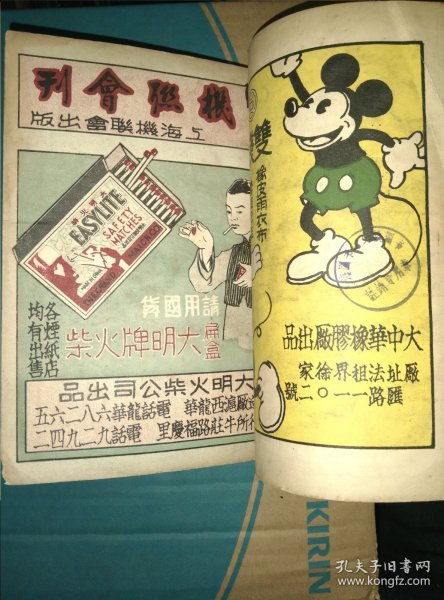 刊會聯機
版出會聯機海上
EASYLITE
SAFETY
MATCHES
請用國貨
扁盒
柴火牌明大
各煙紙店
均有出售
品出司公柴火明大
五六二八六華龍話電 華龍西滬廠
二四九二九話電 里慶福路莊牛所
雙
橡皮雨衣布
品出廠膠橡華中大
家徐界租法址廠
號二〇一一路匯
KIRIN
孔夫子旧书网
www.kongfz.com